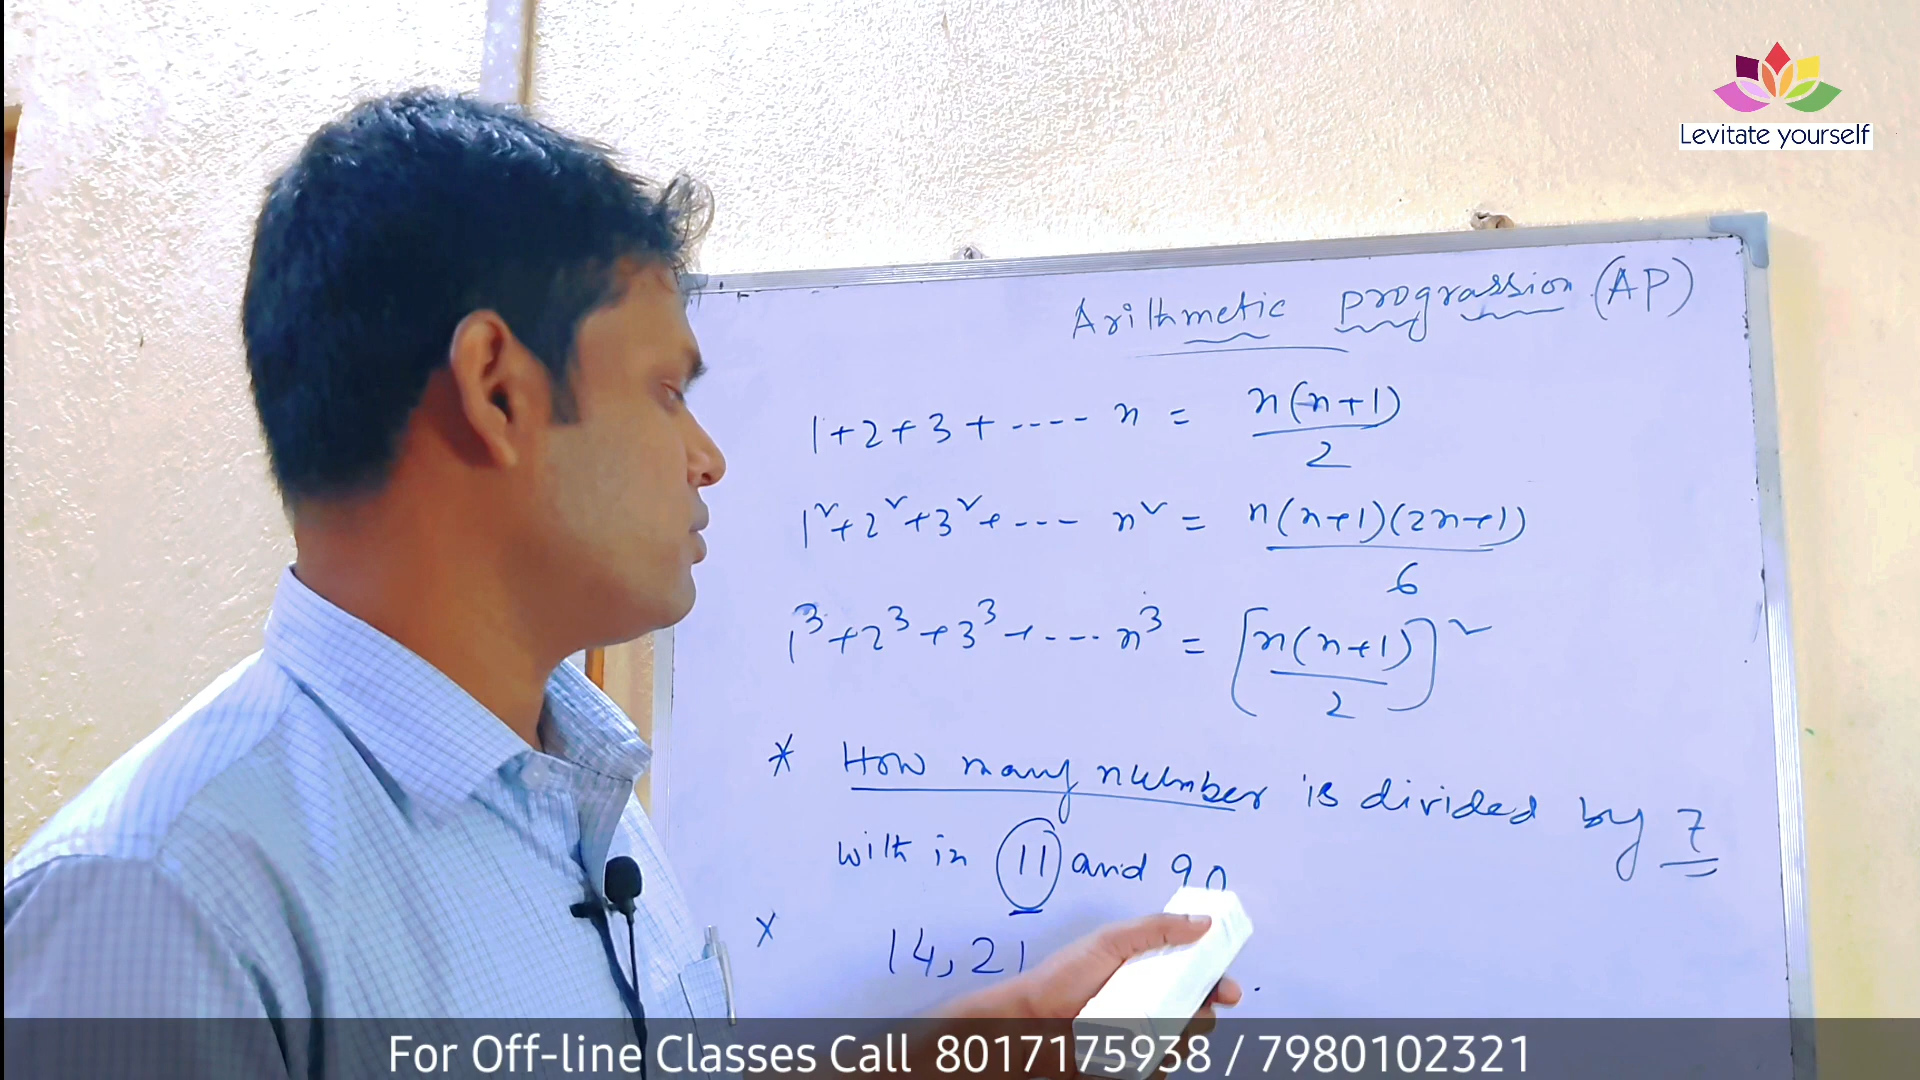 Levitate yourself
Arithmetic prograssion (AP)
1+2+3+---- n = n(n+1)/2
1²+2²+3²+--- n² = n(n+1)(2n+1)/6
1³+2³+3³+--- n³ = [n(n+1)/2]²
* How many number is divided by 7
with in 11 and 90
x 14, 21
For Off-line Classes Call 8017175938 / 7980102321